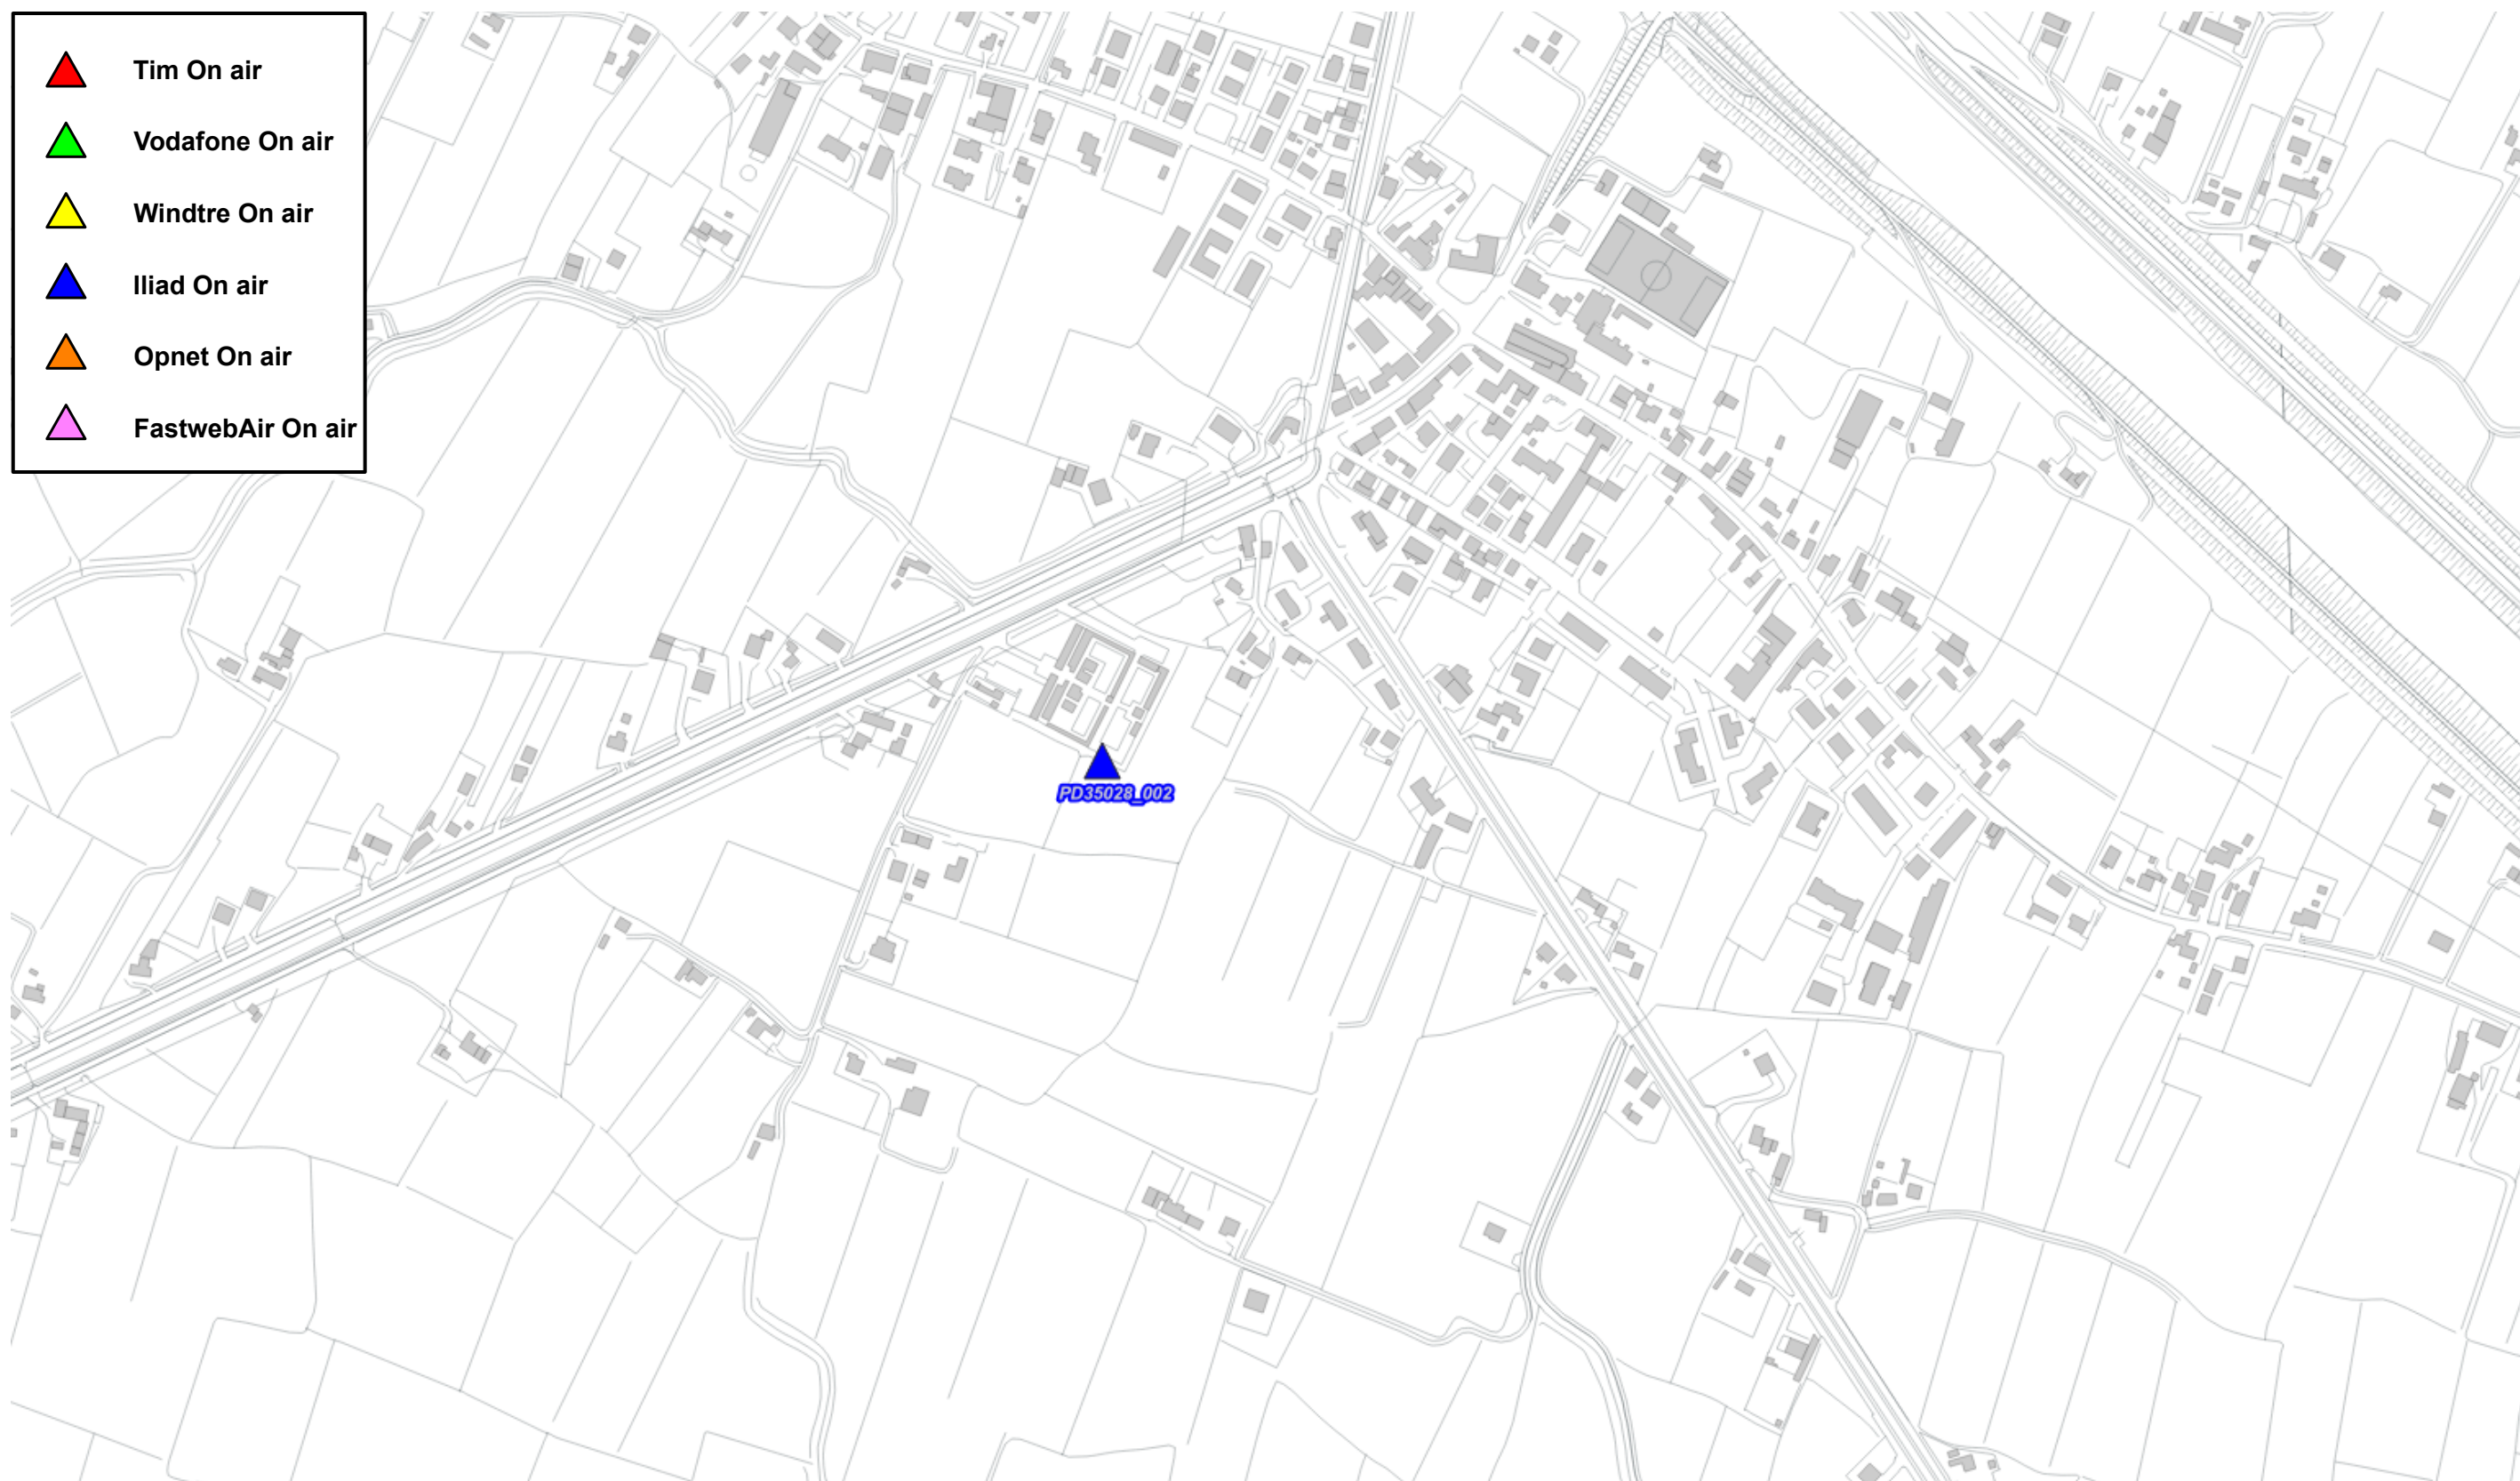 Tim On air
Vodafone On air
Windtre On air
Iliad On air
Opnet On air
FastwebAir On air
PD35028_002